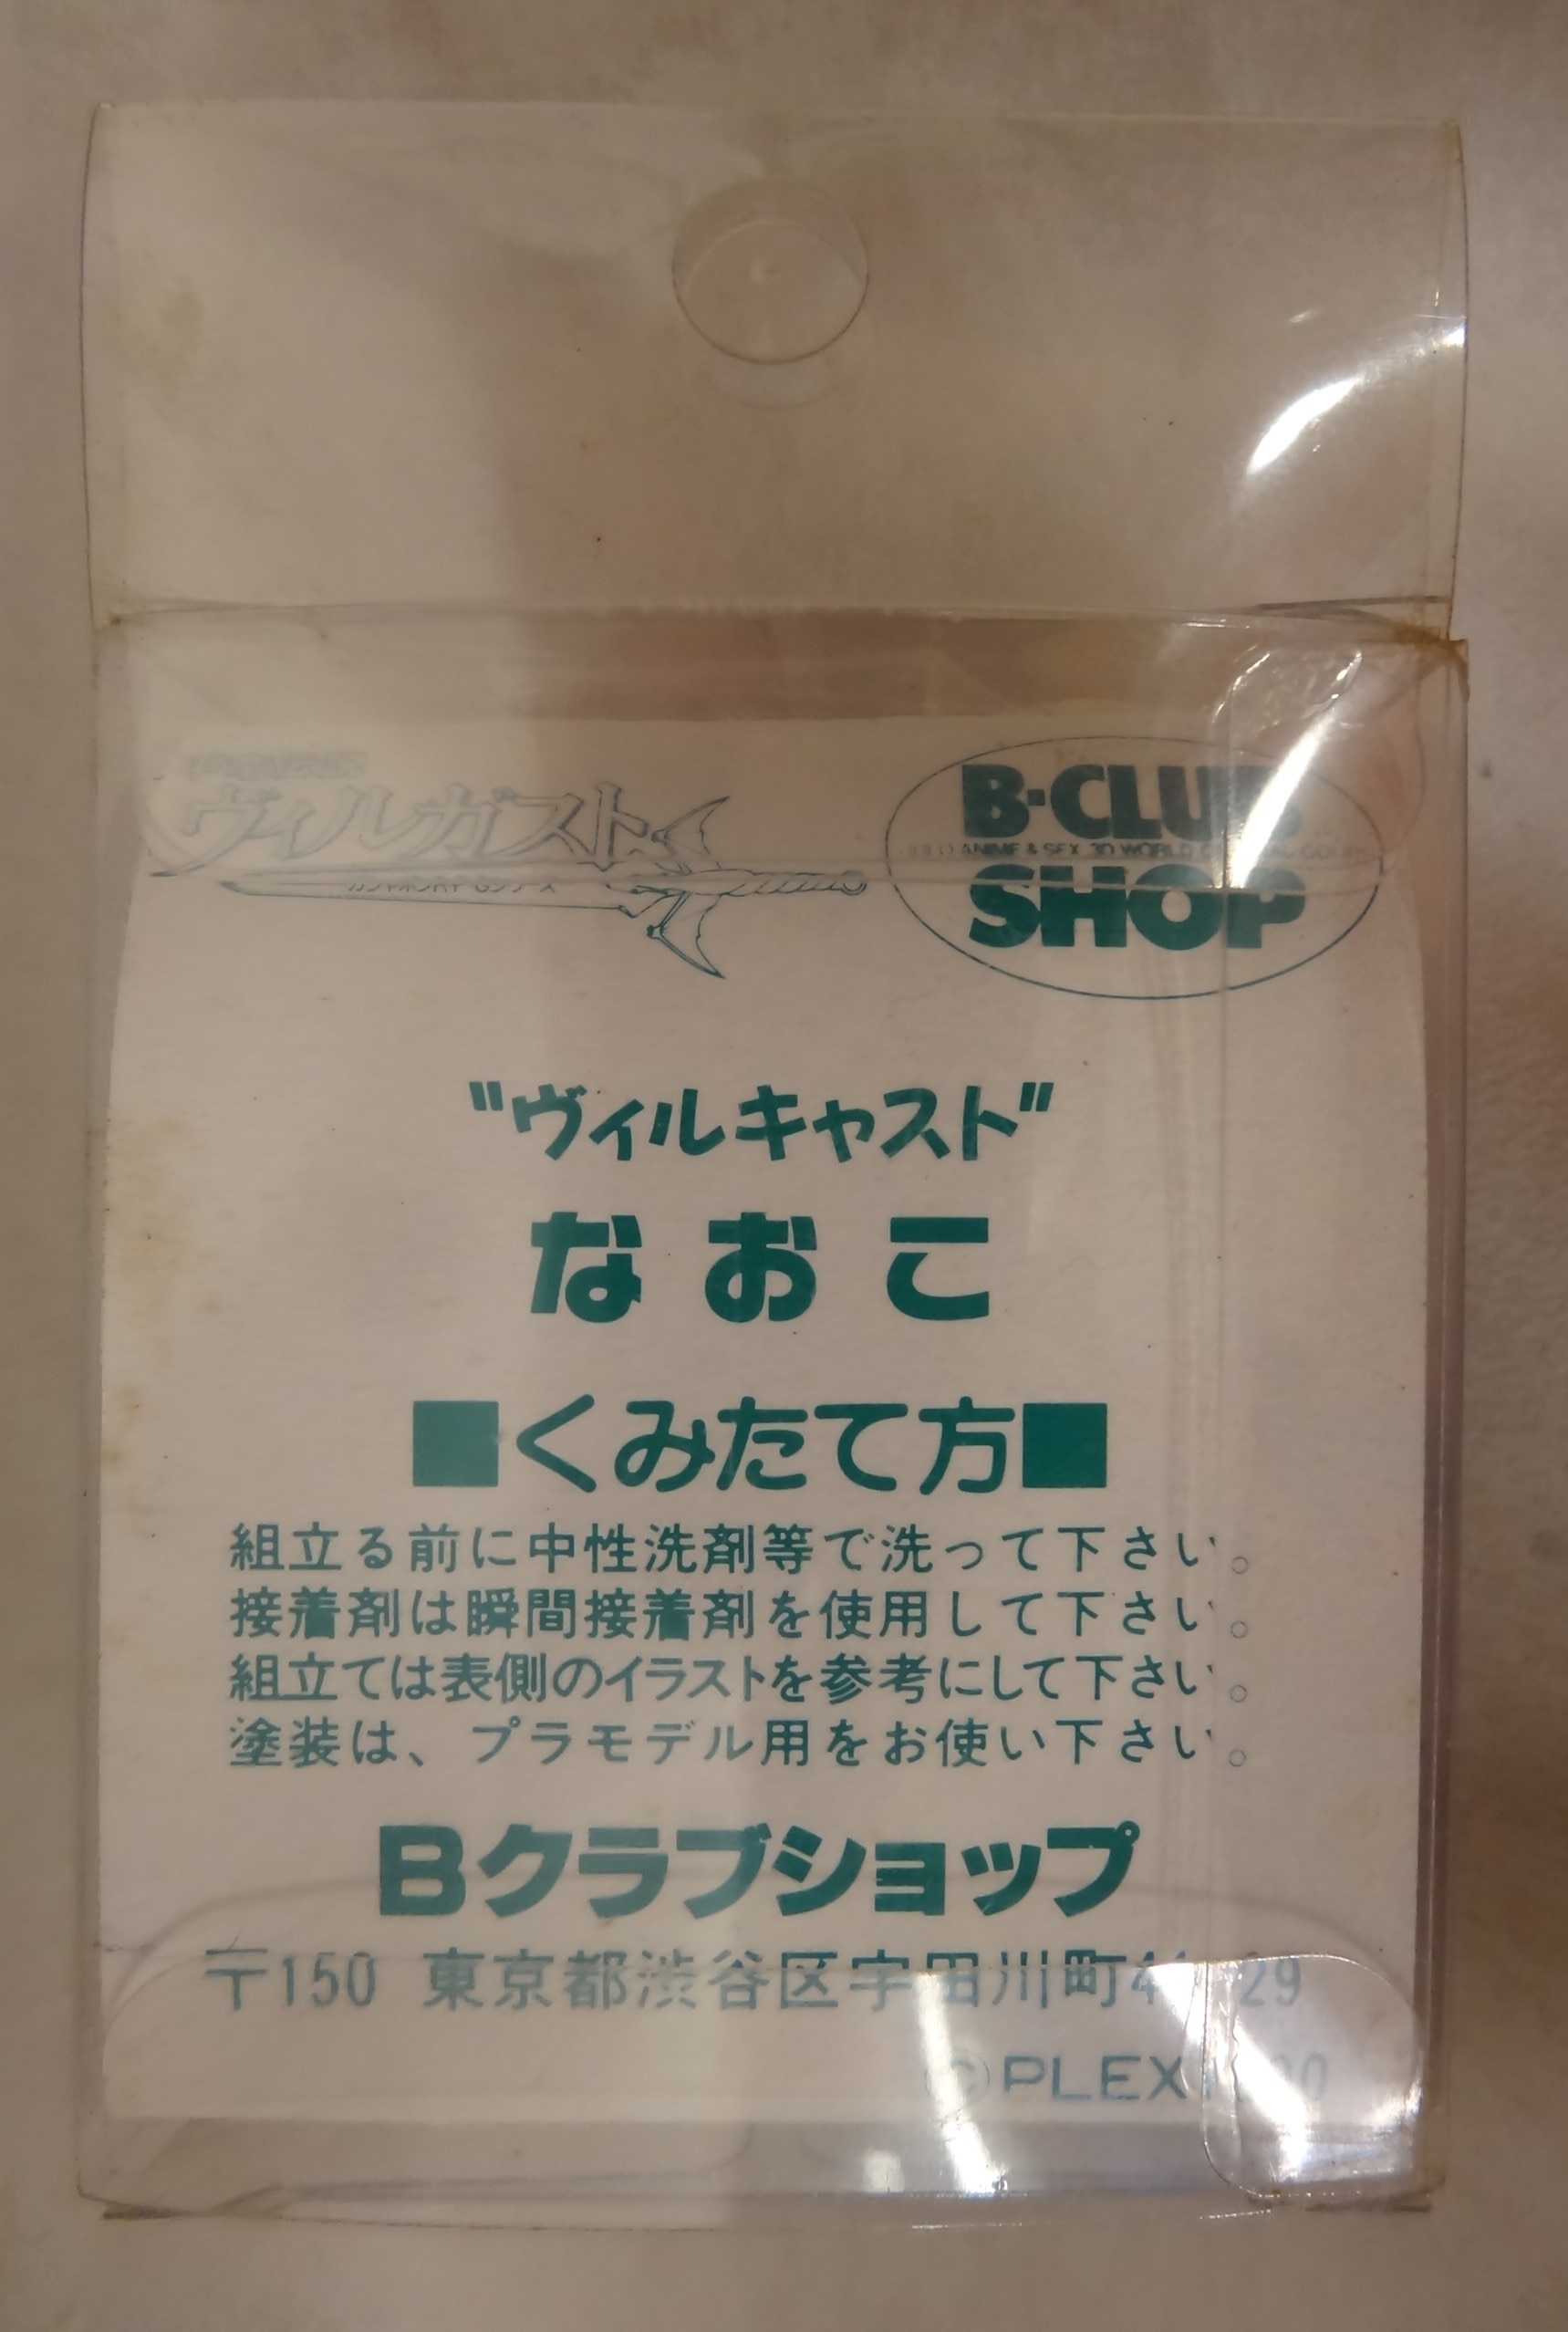 ヴィルガスト
B-CLUB
ANIME & SFX 3D WORLD
SHOP
"ヴィルキャスト"
なおこ
■くみたて方■
組立る前に中性洗剤等で洗って下さい。
接着剤は瞬間接着剤を使用して下さい。
組立ては表側のイラストを参考にして下さい。
塗装は、プラモデル用をお使い下さい。
Bクラブショップ
〒150 東京都渋谷区宇田川町 29
©PLEX